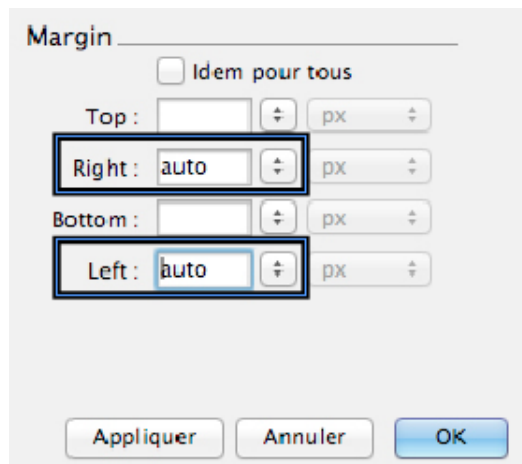 Margin
Idem pour tous
Top : px
Right : auto px
Bottom : px
Left : auto px
Appliquer Annuler OK